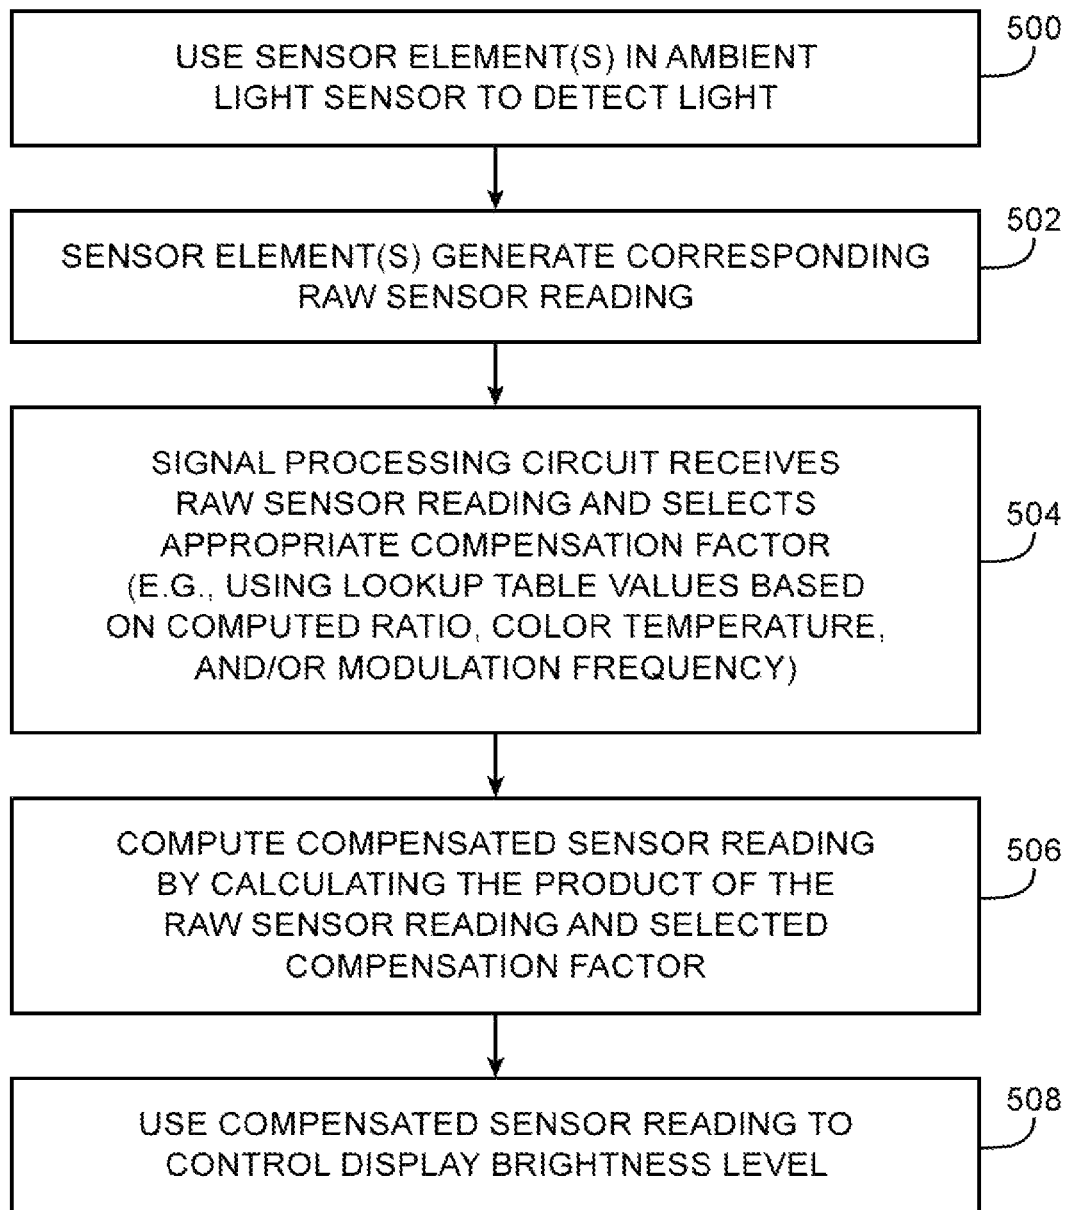 USE SENSOR ELEMENT(S) IN AMBIENT
LIGHT SENSOR TO DETECT LIGHT
500
SENSOR ELEMENT(S) GENERATE CORRESPONDING
RAW SENSOR READING
502
SIGNAL PROCESSING CIRCUIT RECEIVES
RAW SENSOR READING AND SELECTS
APPROPRIATE COMPENSATION FACTOR
(E.G., USING LOOKUP TABLE VALUES BASED
ON COMPUTED RATIO, COLOR TEMPERATURE,
AND/OR MODULATION FREQUENCY)
504
COMPUTE COMPENSATED SENSOR READING
BY CALCULATING THE PRODUCT OF THE
RAW SENSOR READING AND SELECTED
COMPENSATION FACTOR
506
USE COMPENSATED SENSOR READING TO
CONTROL DISPLAY BRIGHTNESS LEVEL
508